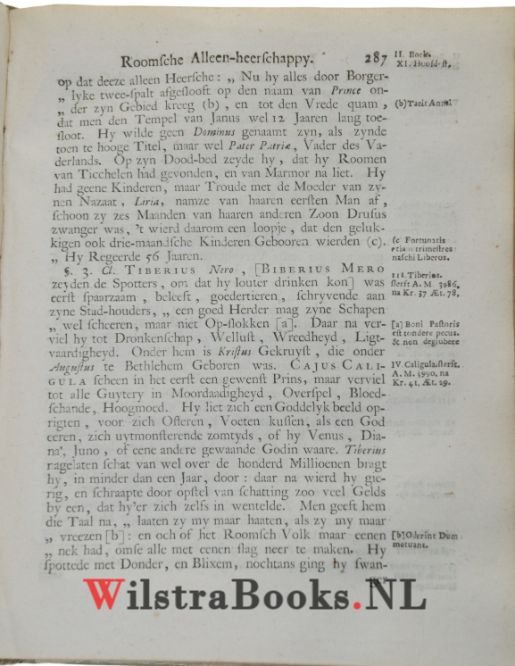 Roomsche Alleen-heerschappy. 287
II. Boek.
XI. Hoofd-st.
op dat deeze alleen Heersche: „ Nu hy alles door Borger-
„ lyke twee-spalt afgeslooft op den naam van Prince on-
„ der zyn Gebied kreeg (b), en tot den Vrede quam,
(b) Tacit Annal
dat men den Tempel van Janus wel 12 Jaaren lang toe-
sloot. Hy wilde geen Dominus genaamt zyn, als zynde
toen te hooge Titel, maar wel Pater Patriæ, Vader des Va-
derlands. Op zyn Dood-bed zeyde hy, dat hy Roomen
van Ticchelen had gevonden, en van Marmor na liet. Hy
had geene Kinderen, maar Troude met de Moeder van zy-
nen Nazaat, Liria, namze van haaren eersten Man af,
schoon zy zes Maanden van haaren anderen Zoon Drusus
zwanger was, 't wierd daarom een loopje, dat den geluk-
kigen ook drie-maandsche Kinderen Gebooren wierden (c).
(c Fortunatis
etiam trimestres
naschi Liberos.
„ Hy Regeerde 56 Jaaren.
§. 3. Cl. TIBERIUS Nero, [BIBERIUS MERO
III. Tiberius.
sterft A. M. 3986,
na Kr. 37 Æt. 78,
zeyden de Spotters, om dat hy louter drinken kon] was
eerst spaarzaam, beleeft, goedertieren, schryvende aan
zyne Stad-houders, „ een goed Herder mag zyne Schapen
„ wel scheeren, maar niet Op-slokken [a]. Daar na ver-
[a] Boni Pastoris
est tondere pecus.
& non deglubere
viel hy tot Dronkenschap, Wellust, Wreedheyd, Ligt-
vaardigheyd. Onder hem is Kristus Gekruyst, die onder
Augustus te Bethlehem Geboren was. CAJUS CALI-
IV. Caligula. sterft.
A. M. 3990, na
Kr. 41, Æt. 29.
GULA scheen in het eerst een gewenst Prins, maar verviel
tot alle Guytery in Moordaadigheyd, Overspel, Bloed-
schande, Hoogmoed. Hy liet zich een Goddelyk beeld op-
rigten, voor zich Osferen, Voeten kussen, als een God
eeren, zich uytmonsterende zomtyds, of hy Venus, Dia-
na, Juno, of eene andere gewaande Godin waare. Tiberius
nagelaten schat van wel over de honderd Millioenen bragt
hy, in minder dan een Jaar, door: daar na wierd hy gie-
rig, en schraapte door opstel van schatting zoo veel Gelds
by een, dat hy'er zich zelfs in wentelde. Men geeft hem
die Taal na, „ laaten zy my maar haaten, als zy my maar
„ vreezen [b]: en och of het Roomsch Volk maar eenen
[b] Oderint Dum
metuant.
„ nek had, omse alle met eenen slag neer te maken. Hy
spottede met Donder, en Blixem, nochtans ging hy swan-
WilstraBooks.NL